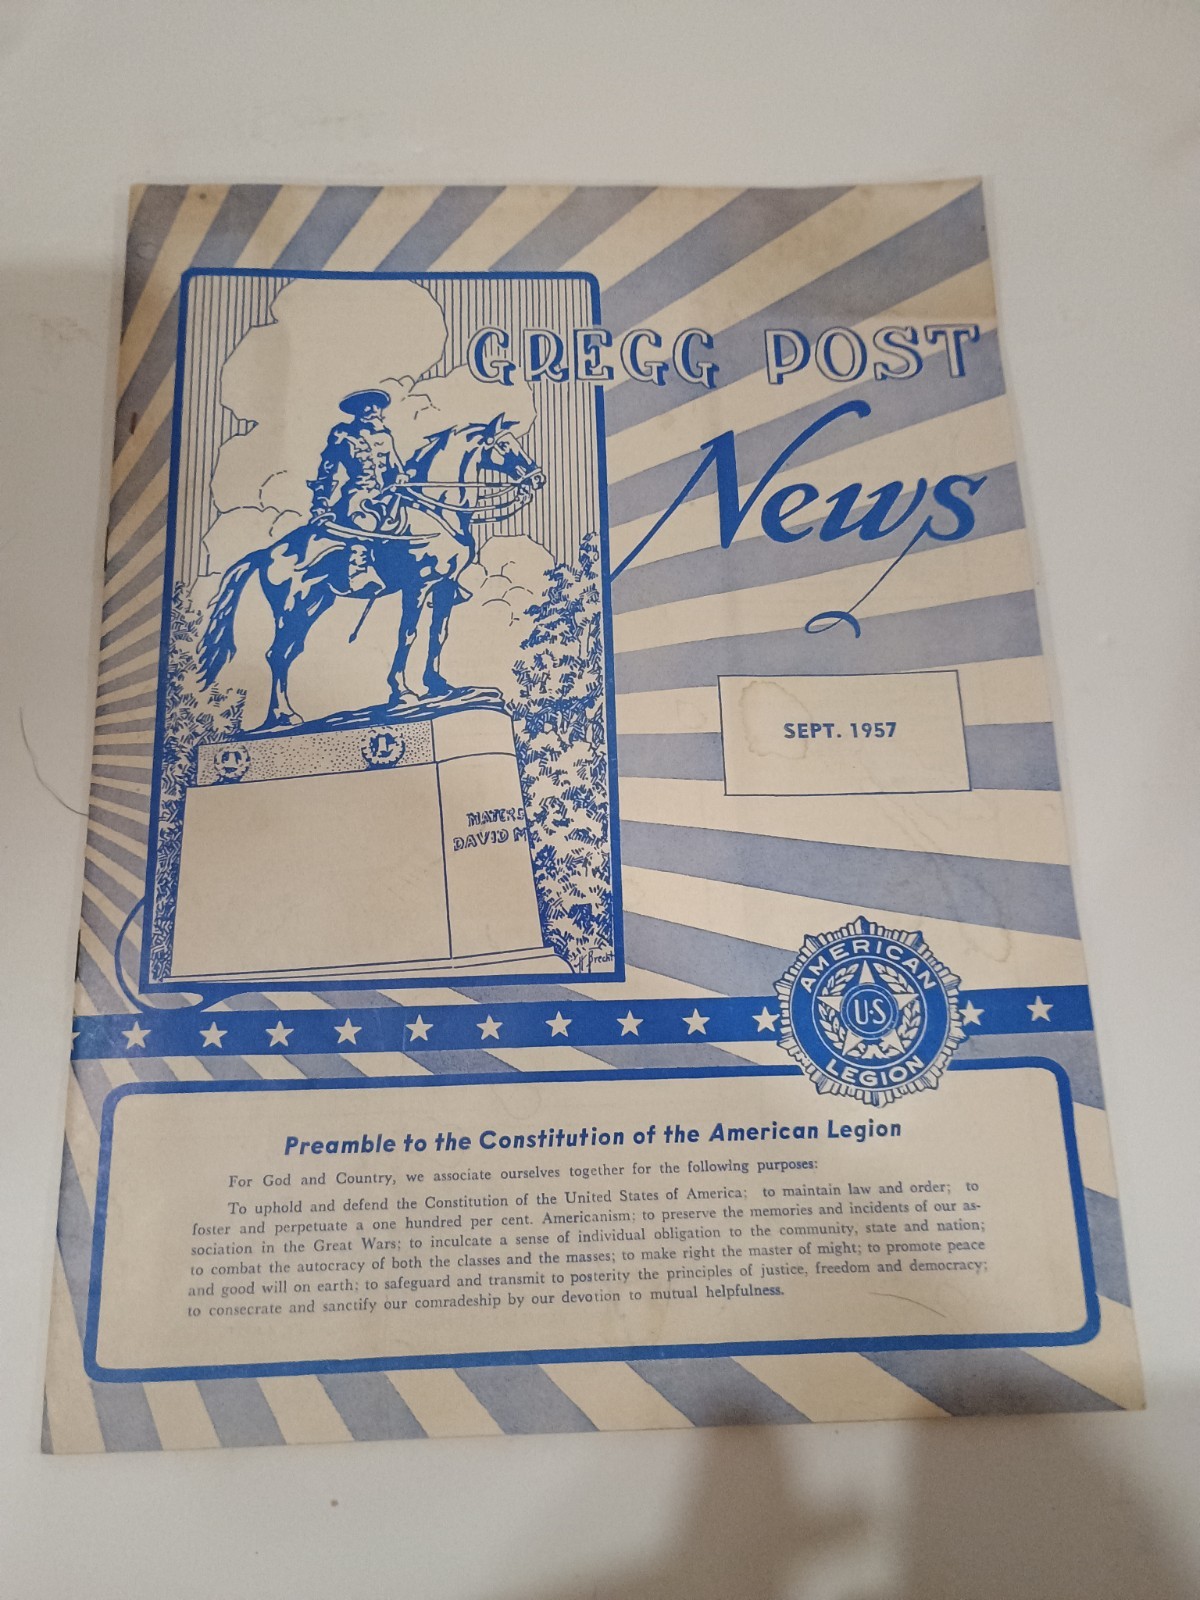 GREGG POST
News
SEPT. 1957
DAVID M
Brecht
AMERICAN
U·S
LEGION
Preamble to the Constitution of the American Legion
For God and Country, we associate ourselves together for the following purposes:
To uphold and defend the Constitution of the United States of America; to maintain law and order; to
foster and perpetuate a one hundred per cent. Americanism; to preserve the memories and incidents of our as-
sociation in the Great Wars; to inculcate a sense of individual obligation to the community, state and nation;
to combat the autocracy of both the classes and the masses; to make right the master of might; to promote peace
and good will on earth; to safeguard and transmit to posterity the principles of justice, freedom and democracy;
to consecrate and sanctify our comradeship by our devotion to mutual helpfulness.